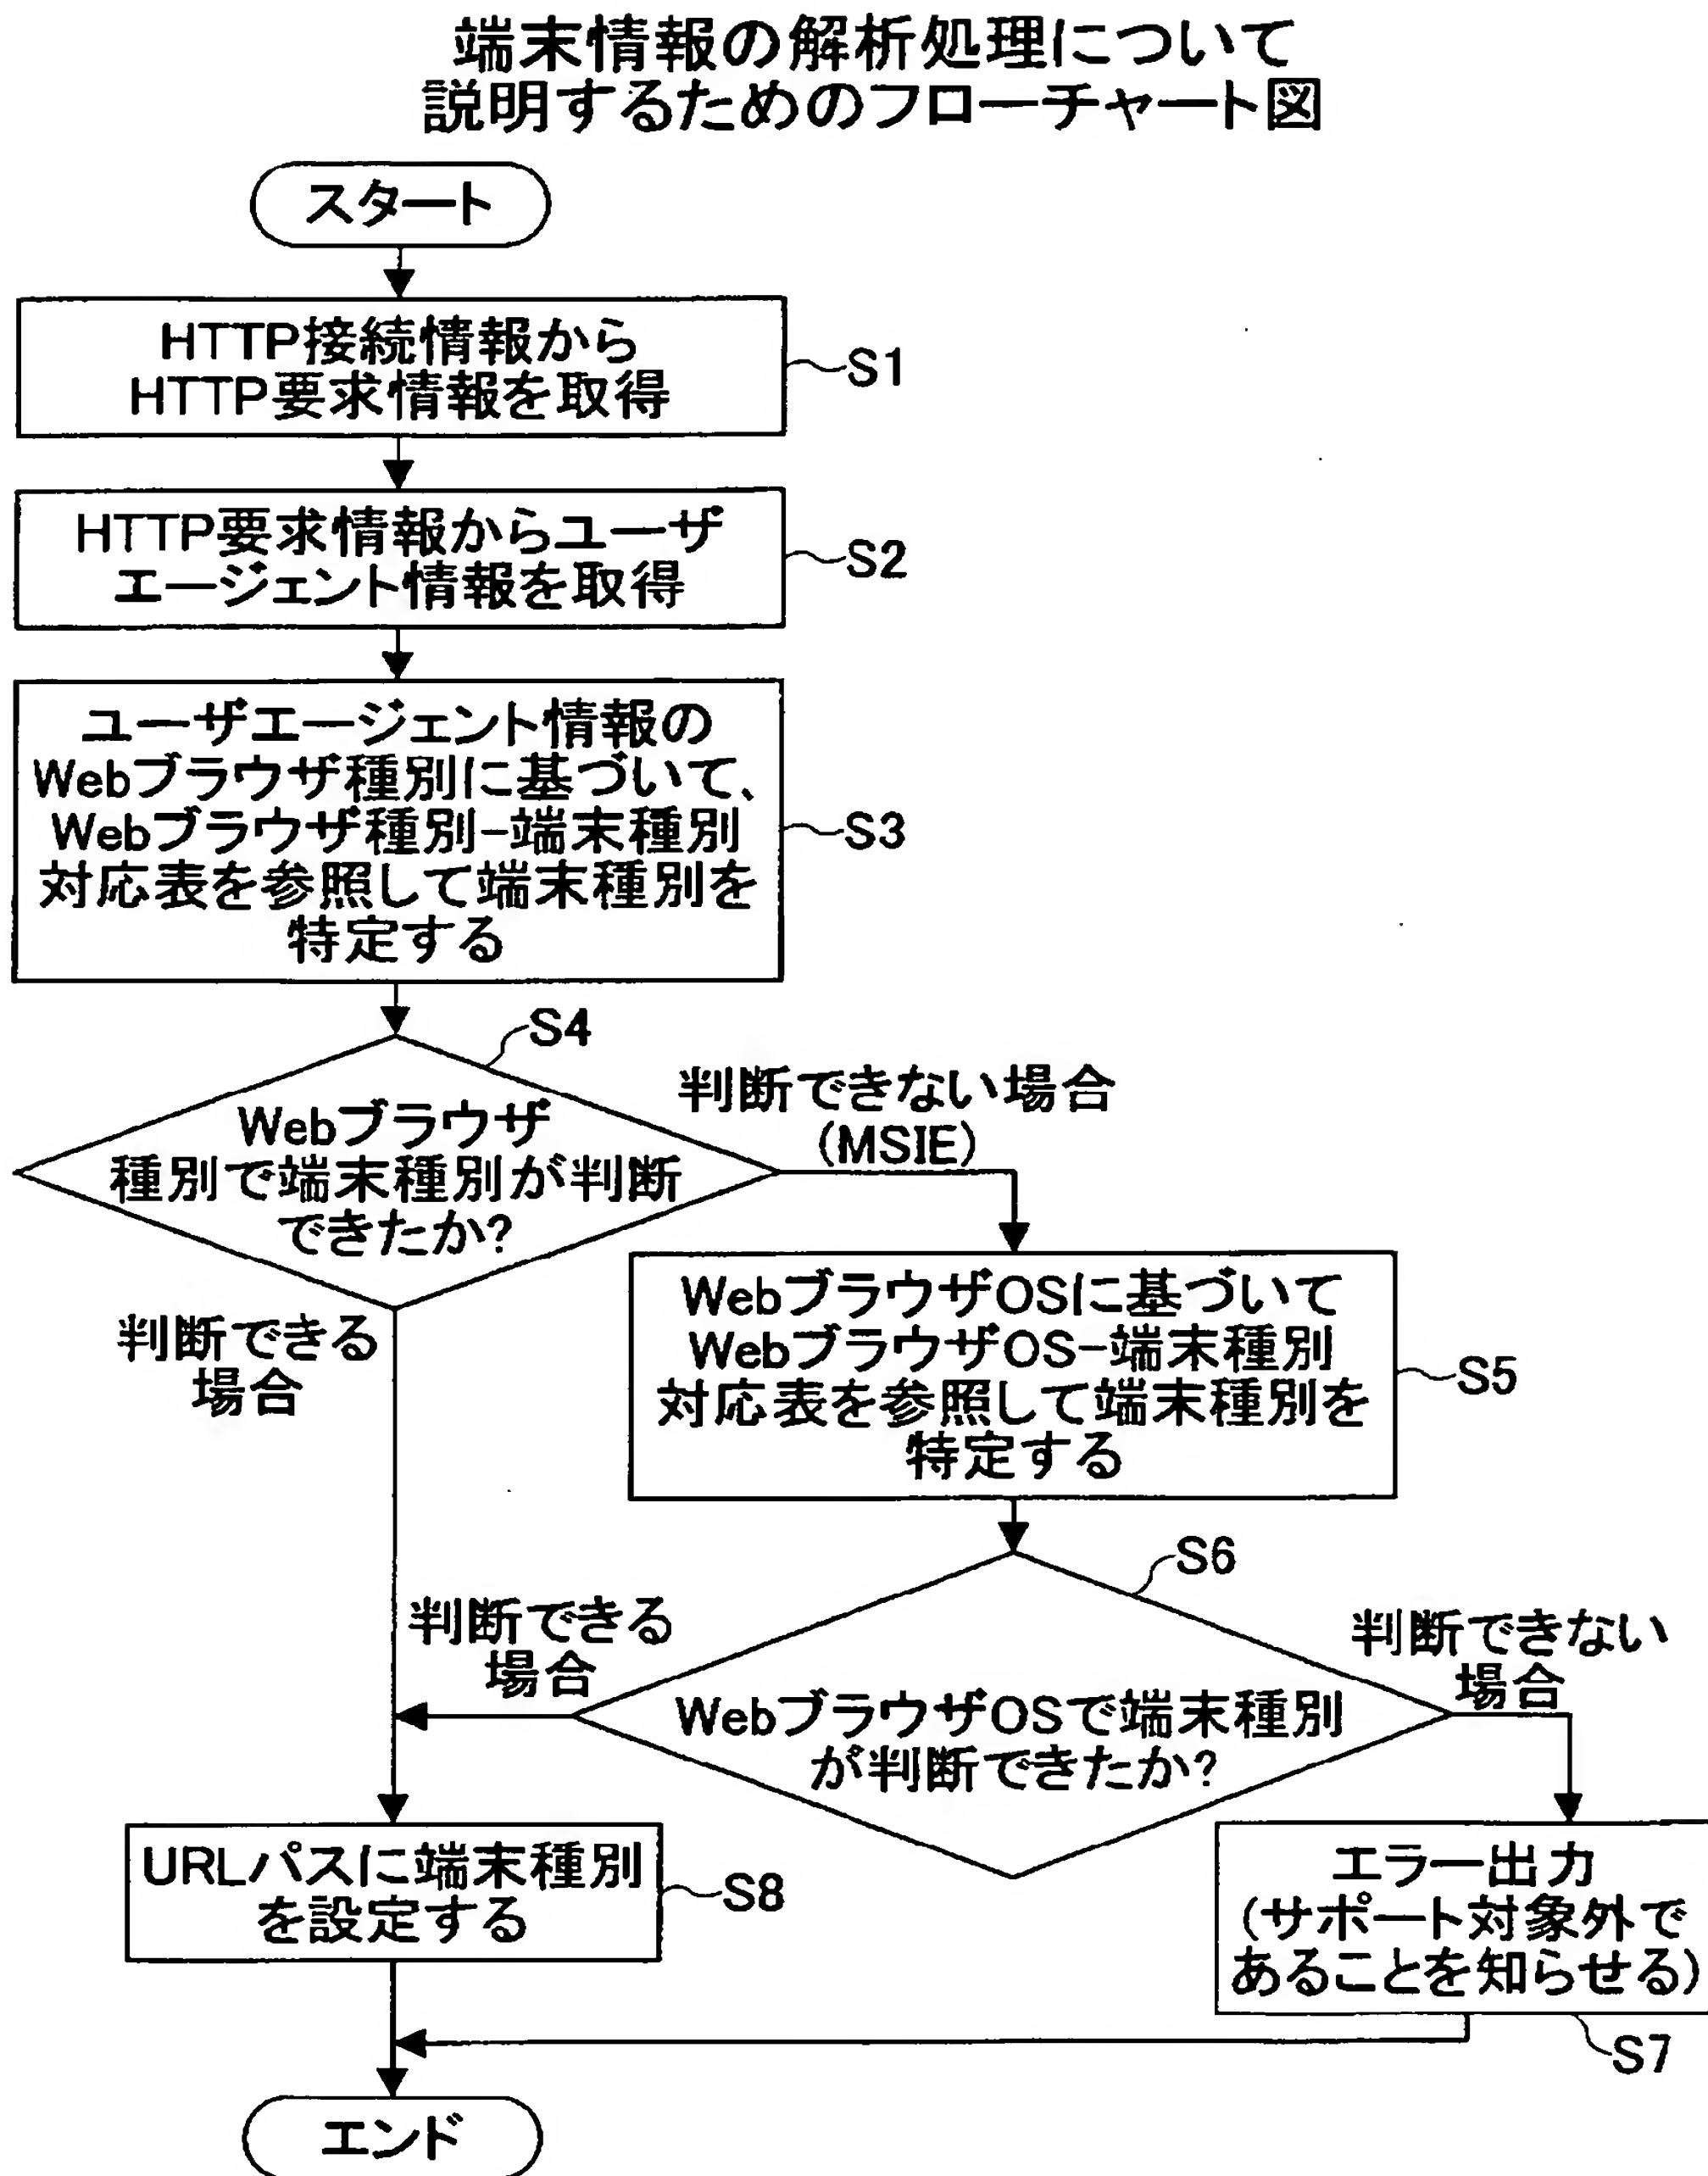 端末情報の解析処理について
説明するためのフローチャート図
スタート
HTTP接続情報から
HTTP要求情報を取得
S1
HTTP要求情報からユーザ
エージェント情報を取得
S2
ユーザエージェント情報の
Webブラウザ種別に基づいて、
Webブラウザ種別-端末種別
対応表を参照して端末種別を
特定する
S3
S4
Webブラウザ
種別で端末種別が判断
できたか?
判断できない場合
(MSIE)
判断できる
場合
WebブラウザOSに基づいて
WebブラウザOS-端末種別
対応表を参照して端末種別を
特定する
S5
S6
WebブラウザOSで端末種別
が判断できたか?
判断できる
場合
判断できない
場合
URLパスに端末種別
を設定する
S8
エラー出力
(サポート対象外で
あることを知らせる)
S7
エンド